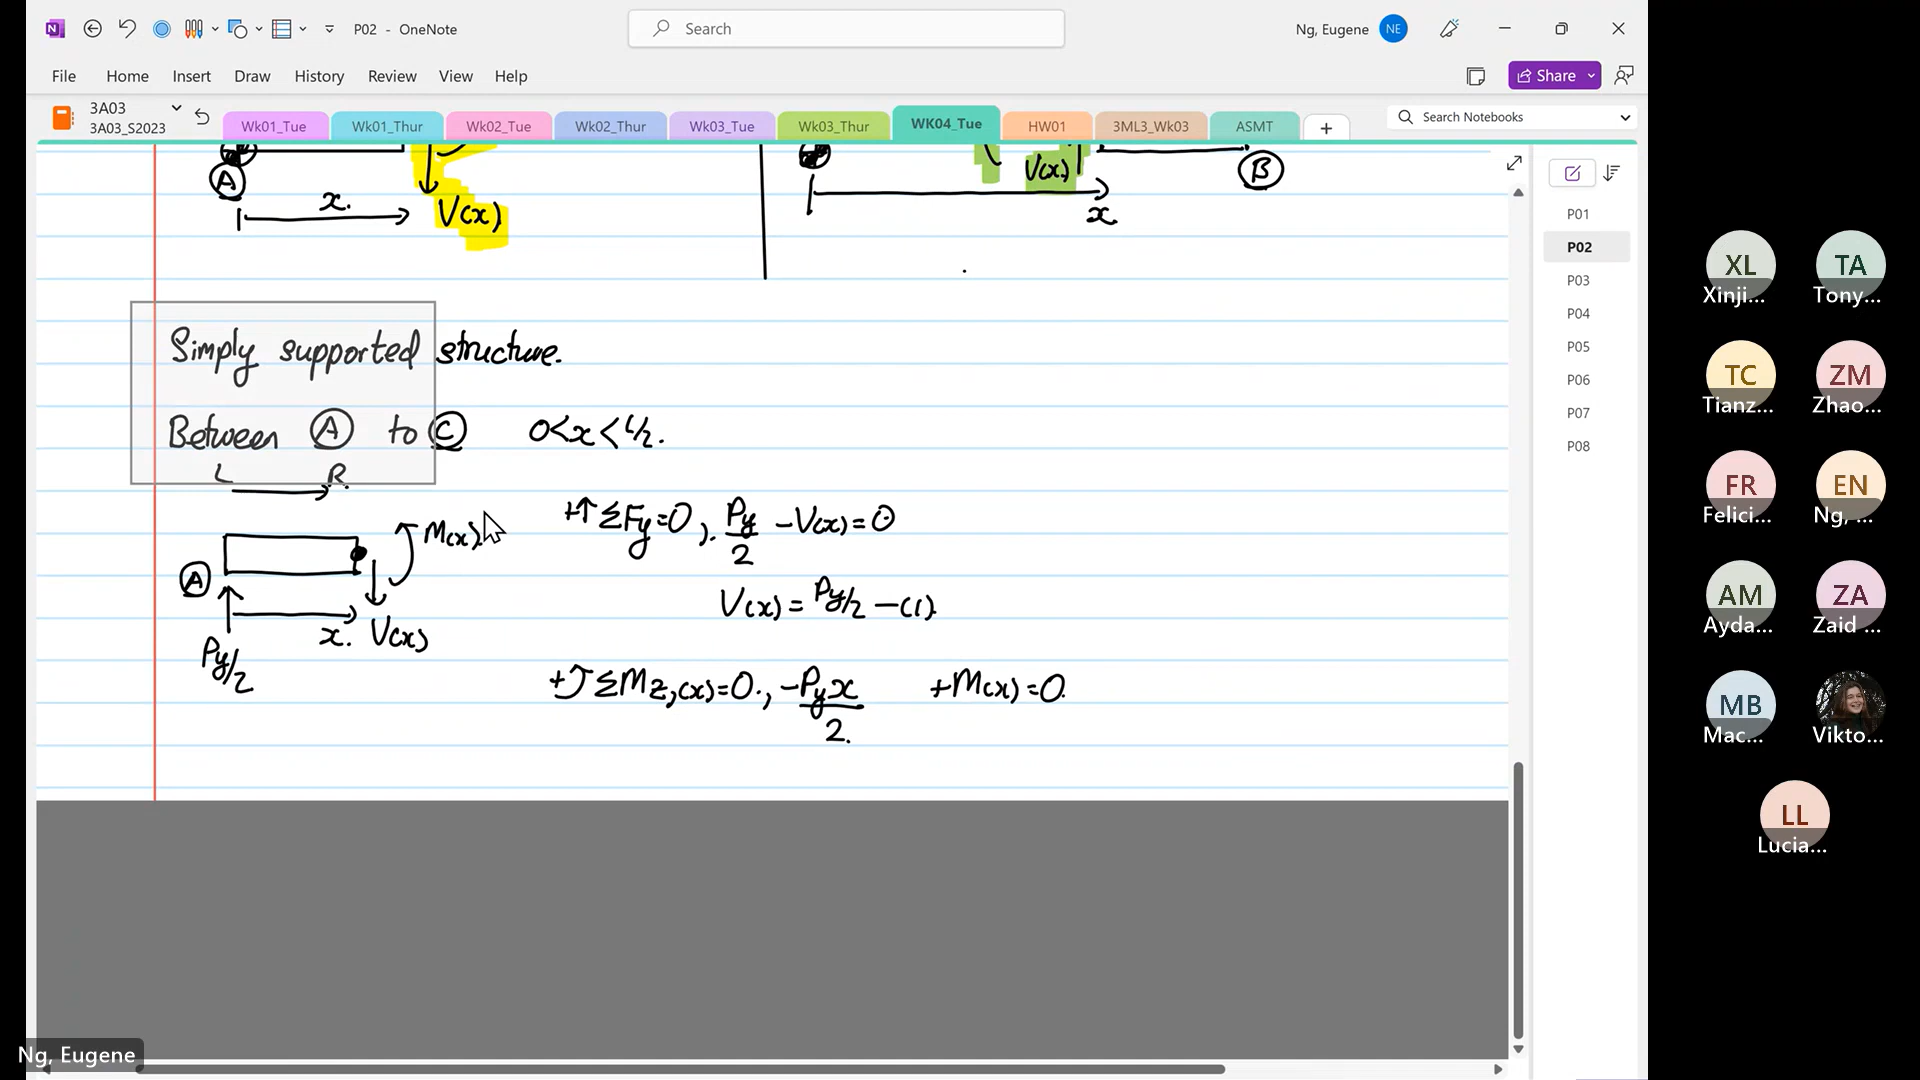 P02 - OneNote
Search
Ng, Eugene
NE
File Home Insert Draw History Review View Help
Share
3A03
3A03_S2023
Wk01_Tue Wk01_Thur Wk02_Tue Wk02_Thur Wk03_Tue Wk03_Thur WK04_Tue HW01 3ML3_Wk03 ASMT +
Search Notebooks
A
x.
V(x)
V(x)
x
B
P01
P02
P03
P04
P05
P06
P07
P08
Simply supported structure.
Between A to C 0<x<L/2.
L R.
M(x)
A
x. V(x)
Py/2
+↑ ΣFy=0, Py/2 -V(x)=0
V(x)=Py/2 —(1)
+↺ ΣMz,(x)=0., -Pyx/2. +M(x)=0.
XL
Xinji...
TA
Tony...
TC
Tianz...
ZM
Zhao...
FR
Felici...
EN
Ng, ...
AM
Ayda...
ZA
Zaid ...
MB
Mac...
Vikto...
LL
Lucia...
Ng, Eugene